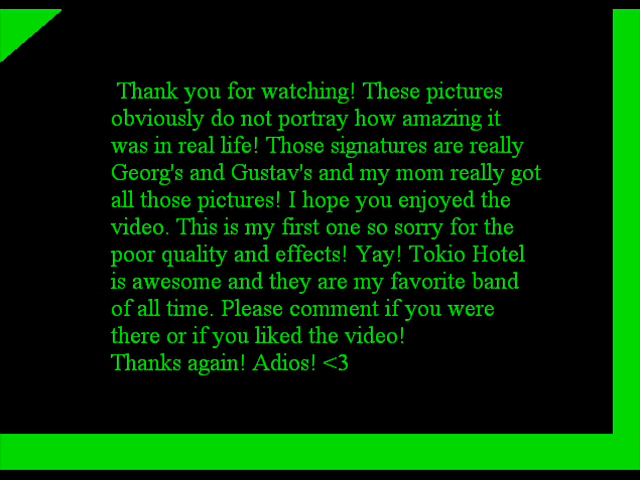 Thank you for watching! These pictures
obviously do not portray how amazing it
was in real life! Those signatures are really
Georg's and Gustav's and my mom really got
all those pictures! I hope you enjoyed the
video. This is my first one so sorry for the
poor quality and effects! Yay! Tokio Hotel
is awesome and they are my favorite band
of all time. Please comment if you were
there or if you liked the video!
Thanks again! Adios! <3